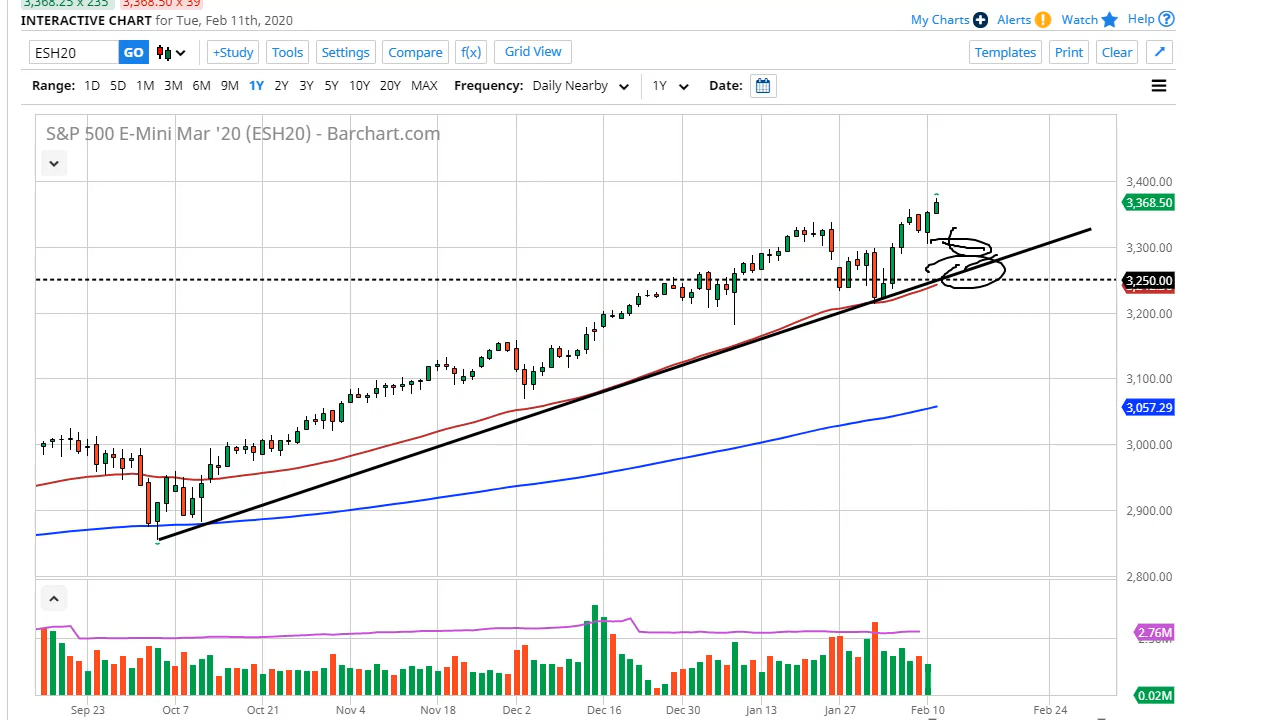 3,368.25 x 235 3,368.50 x 39
INTERACTIVE CHART for Tue, Feb 11th, 2020
My Charts Alerts Watch Help
ESH20 GO +Study Tools Settings Compare f(x) Grid View Templates Print Clear
Range: 1D 5D 1M 3M 6M 9M 1Y 2Y 3Y 5Y 10Y 20Y MAX Frequency: Daily Nearby 1Y Date:
S&P 500 E-Mini Mar '20 (ESH20) - Barchart.com
3,400.00
3,368.50
3,300.00
3,250.00
3,200.00
3,100.00
3,057.29
3,000.00
2,900.00
2,800.00
2.76M
0.02M
Sep 23 Oct 7 Oct 21 Nov 4 Nov 18 Dec 2 Dec 16 Dec 30 Jan 13 Jan 27 Feb 10 Feb 24